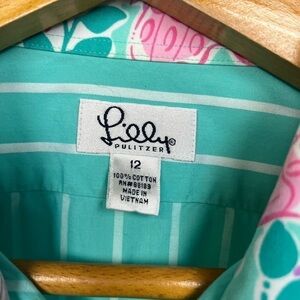 Lilly®
PULITZER
12
100% COTTON
RN#88189
MADE IN
VIETNAM